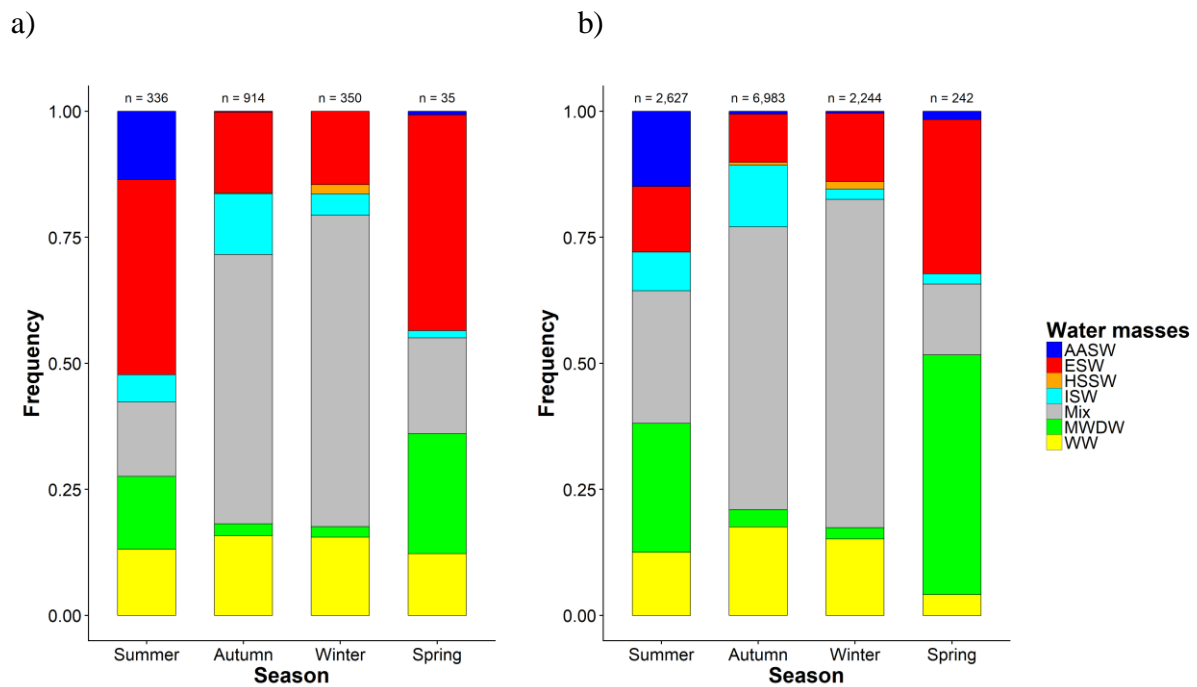 a)
n = 336 n = 914 n = 350 n = 35
1.00
0.75
0.50
0.25
0.00
Frequency
Summer Autumn Winter Spring
Season
b)
n = 2,627 n = 6,983 n = 2,244 n = 242
1.00
0.75
0.50
0.25
0.00
Frequency
Summer Autumn Winter Spring
Season
Water masses
AASW
ESW
HSSW
ISW
Mix
MWDW
WW